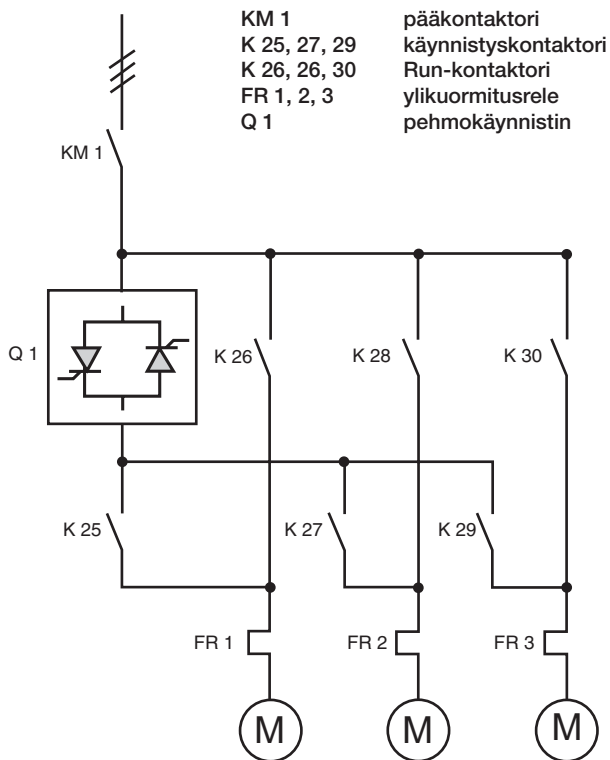 KM 1 pääkontaktori
K 25, 27, 29 käynnistyskontaktori
K 26, 26, 30 Run-kontaktori
FR 1, 2, 3 ylikuormitusrele
Q 1 pehmokäynnistin
KM 1
Q 1
K 26
K 28
K 30
K 25
K 27
K 29
FR 1
FR 2
FR 3
M
M
M